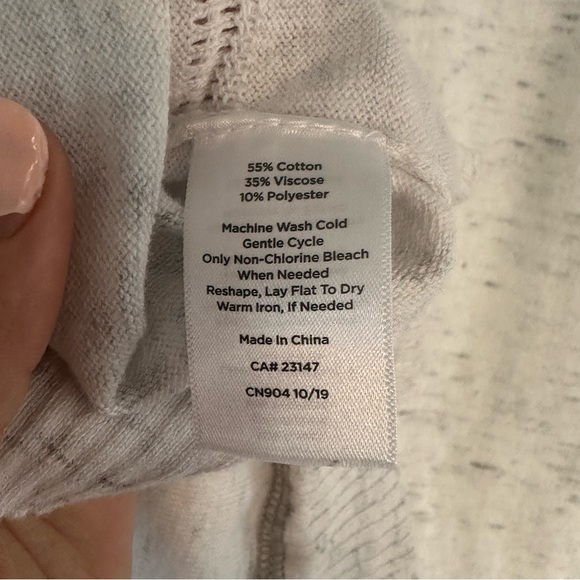 55% Cotton
35% Viscose
10% Polyester
Machine Wash Cold
Gentle Cycle
Only Non-Chlorine Bleach
When Needed
Reshape, Lay Flat To Dry
Warm Iron, If Needed
Made In China
CA# 23147
CN904 10/19